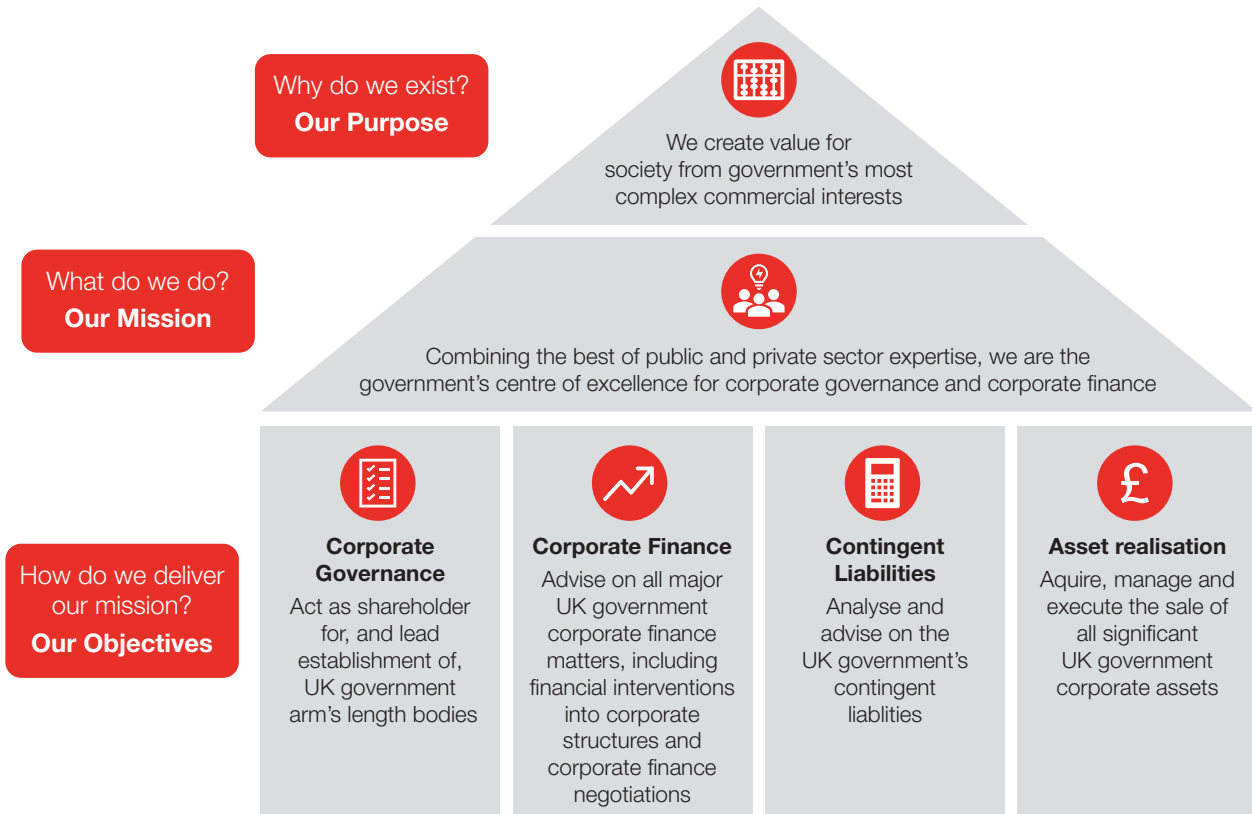 Why do we exist?
Our Purpose
We create value for
society from government’s most
complex commercial interests
What do we do?
Our Mission
Combining the best of public and private sector expertise, we are the
government’s centre of excellence for corporate governance and corporate finance
How do we deliver
our mission?
Our Objectives
Corporate
Governance
Act as shareholder
for, and lead
establishment of,
UK government
arm’s length bodies
Corporate Finance
Advise on all major
UK government
corporate finance
matters, including
financial interventions
into corporate
structures and
corporate finance
negotiations
Contingent
Liabilities
Analyse and
advise on the
UK government’s
contingent
liablities
Asset realisation
Aquire, manage and
execute the sale of
all significant
UK government
corporate assets